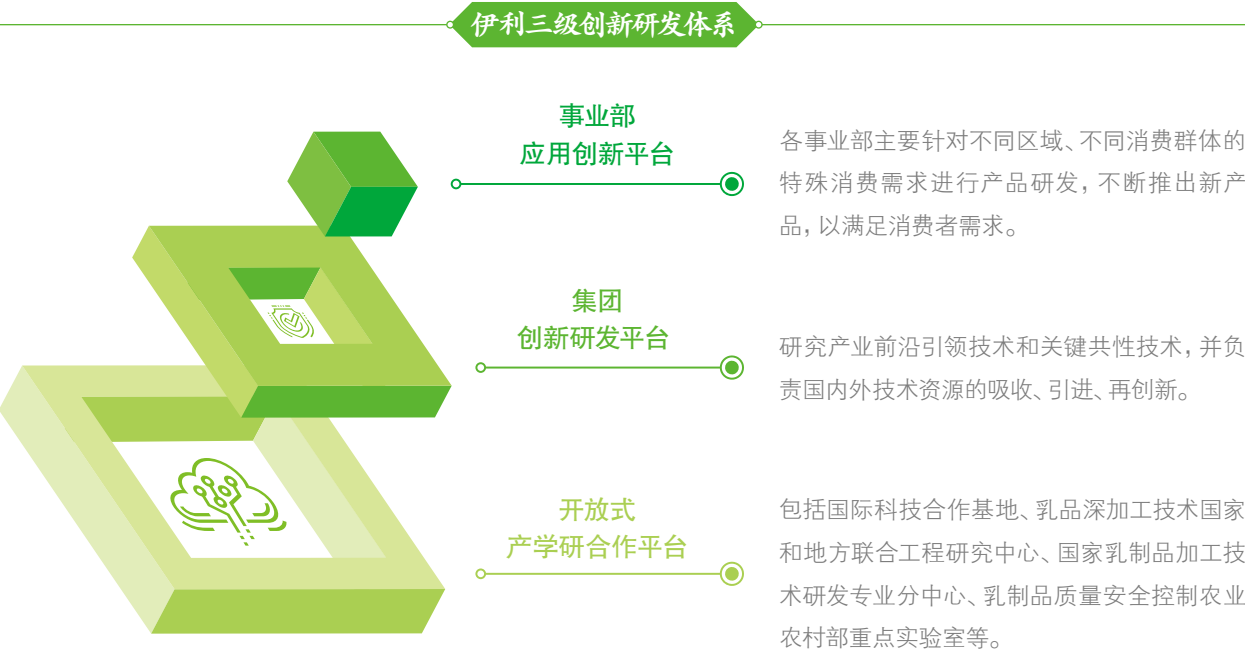 伊利三级创新研发体系
事业部
应用创新平台
各事业部主要针对不同区域、不同消费群体的
特殊消费需求进行产品研发，不断推出新产
品，以满足消费者需求。
集团
创新研发平台
研究产业前沿引领技术和关键共性技术，并负
责国内外技术资源的吸收、引进、再创新。
开放式
产学研合作平台
包括国际科技合作基地、乳品深加工技术国家
和地方联合工程研究中心、国家乳制品加工技
术研发专业分中心、乳制品质量安全控制农业
农村部重点实验室等。